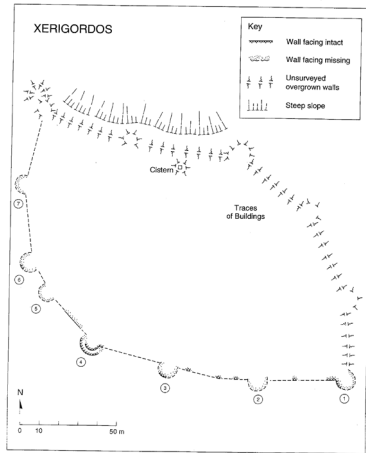 XERIGORDOS
Key
Wall facing intact
Wall facing missing
Unsurveyed
overgrown walls
Steep slope
Cistern
Traces
of Buildings
7
6
5
4
3
2
1
N
0 10 50 m